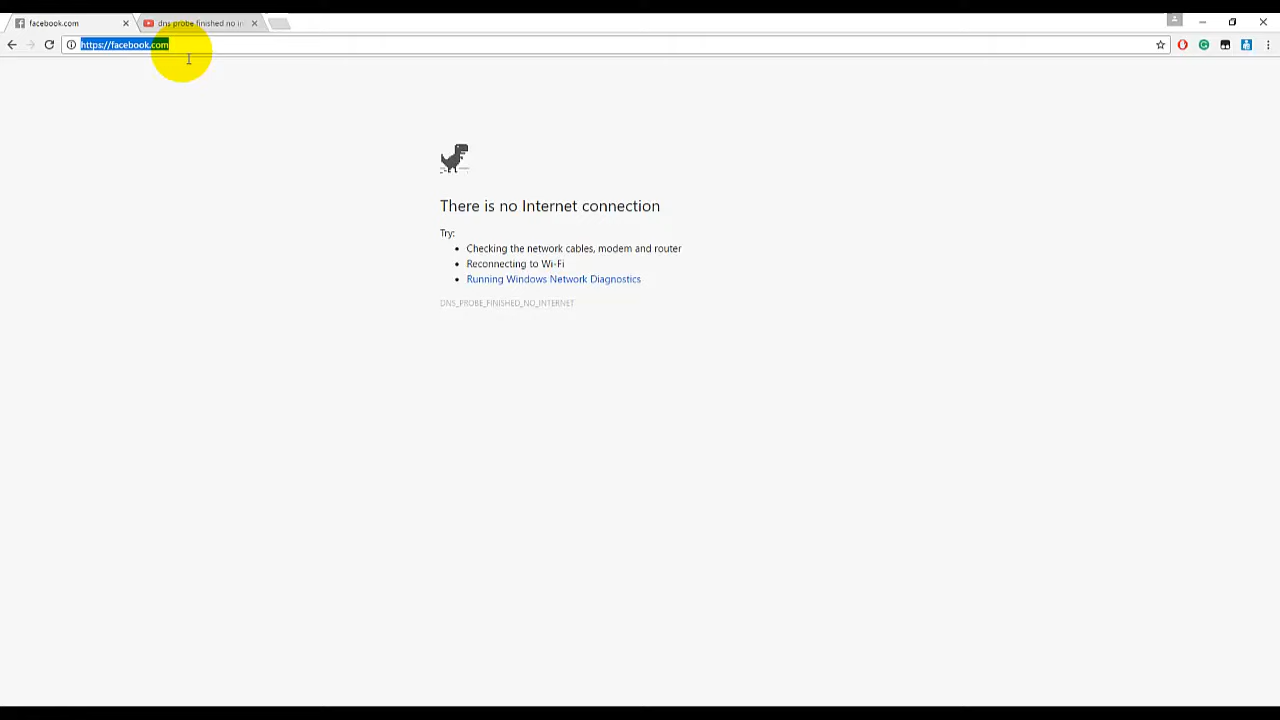 facebook.com
dns probe finished no in
https://facebook.com
There is no Internet connection
Try:
Checking the network cables, modem and router
Reconnecting to Wi-Fi
Running Windows Network Diagnostics
DNS_PROBE_FINISHED_NO_INTERNET